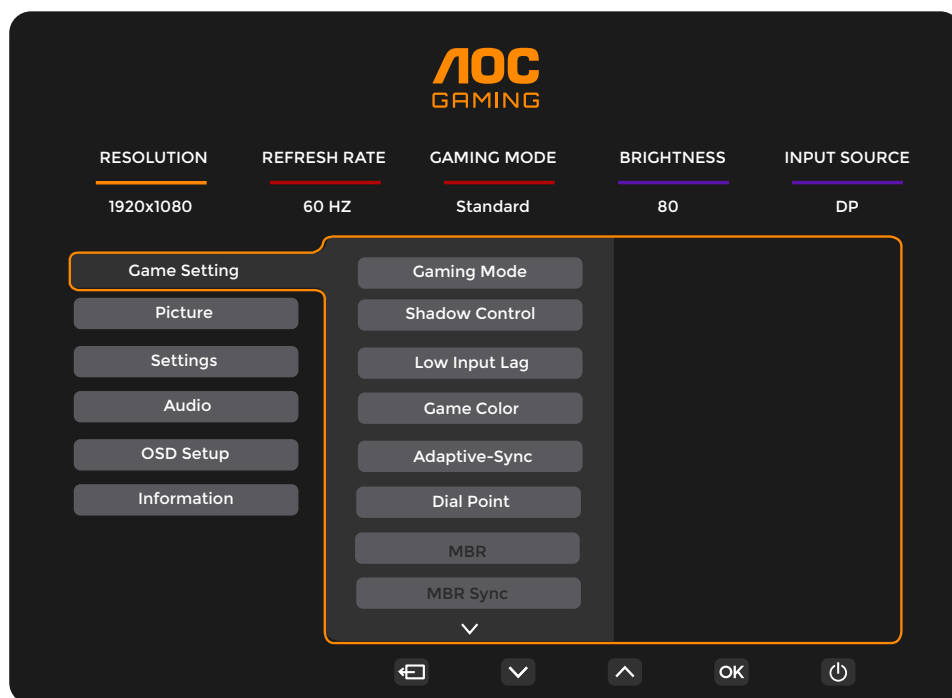 AOC
GAMING
RESOLUTION REFRESH RATE GAMING MODE BRIGHTNESS INPUT SOURCE
1920x1080 60 HZ Standard 80 DP
Game Setting
Picture
Settings
Audio
OSD Setup
Information
Gaming Mode
Shadow Control
Low Input Lag
Game Color
Adaptive-Sync
Dial Point
MBR
MBR Sync
OK